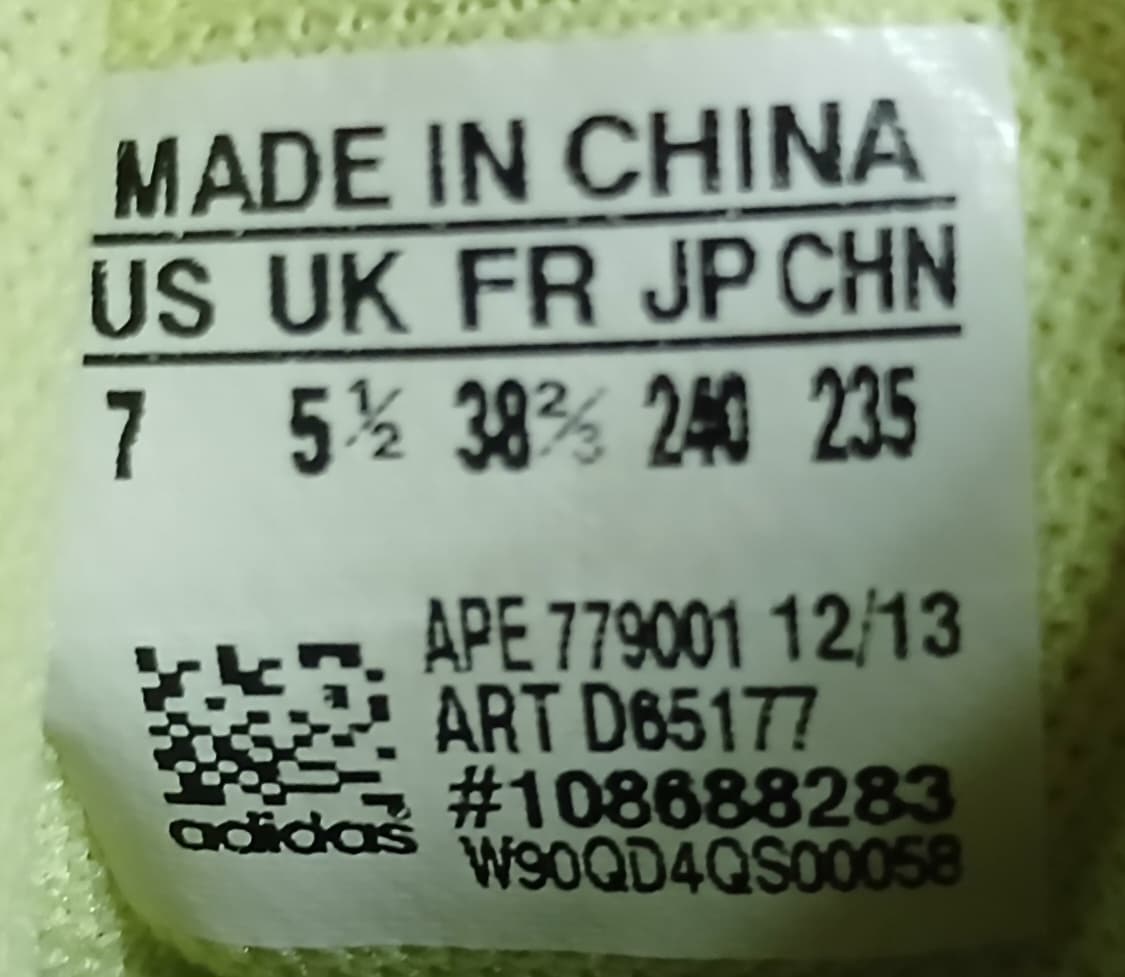 MADE IN CHINA
US UK FR JP CHN
7 5½ 38⅔ 240 235
APE 779001 12/13
ART D65177
#108688283
adidas
W90QD4QS00058